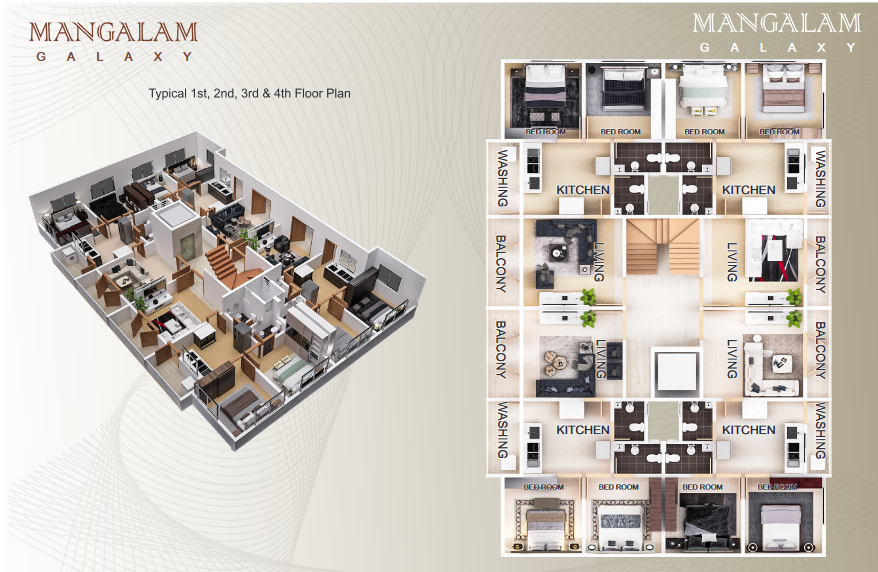 MANGALAM
GALAXY
Typical 1st, 2nd, 3rd & 4th Floor Plan
MANGALAM
GALAXY
BED ROOM BED ROOM BED ROOM BED ROOM
WASHING KITCHEN KITCHEN WASHING
BALCONY LIVING LIVING BALCONY
BALCONY LIVING LIVING BALCONY
WASHING KITCHEN KITCHEN WASHING
BED ROOM BED ROOM BED ROOM BED ROOM